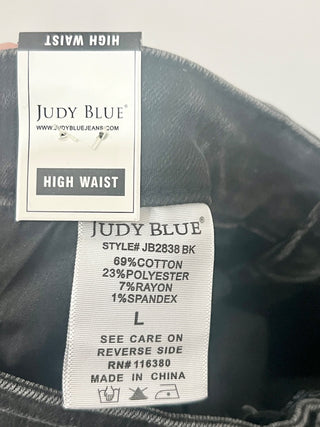 HIGH WAIST
JUDY BLUE®
WWW.JUDYBLUEJEANS.COM
HIGH WAIST
JUDY BLUE®
STYLE# JB2838 BK
69%COTTON
23%POLYESTER
7%RAYON
1%SPANDEX
L
SEE CARE ON
REVERSE SIDE
RN# 116380
MADE IN CHINA